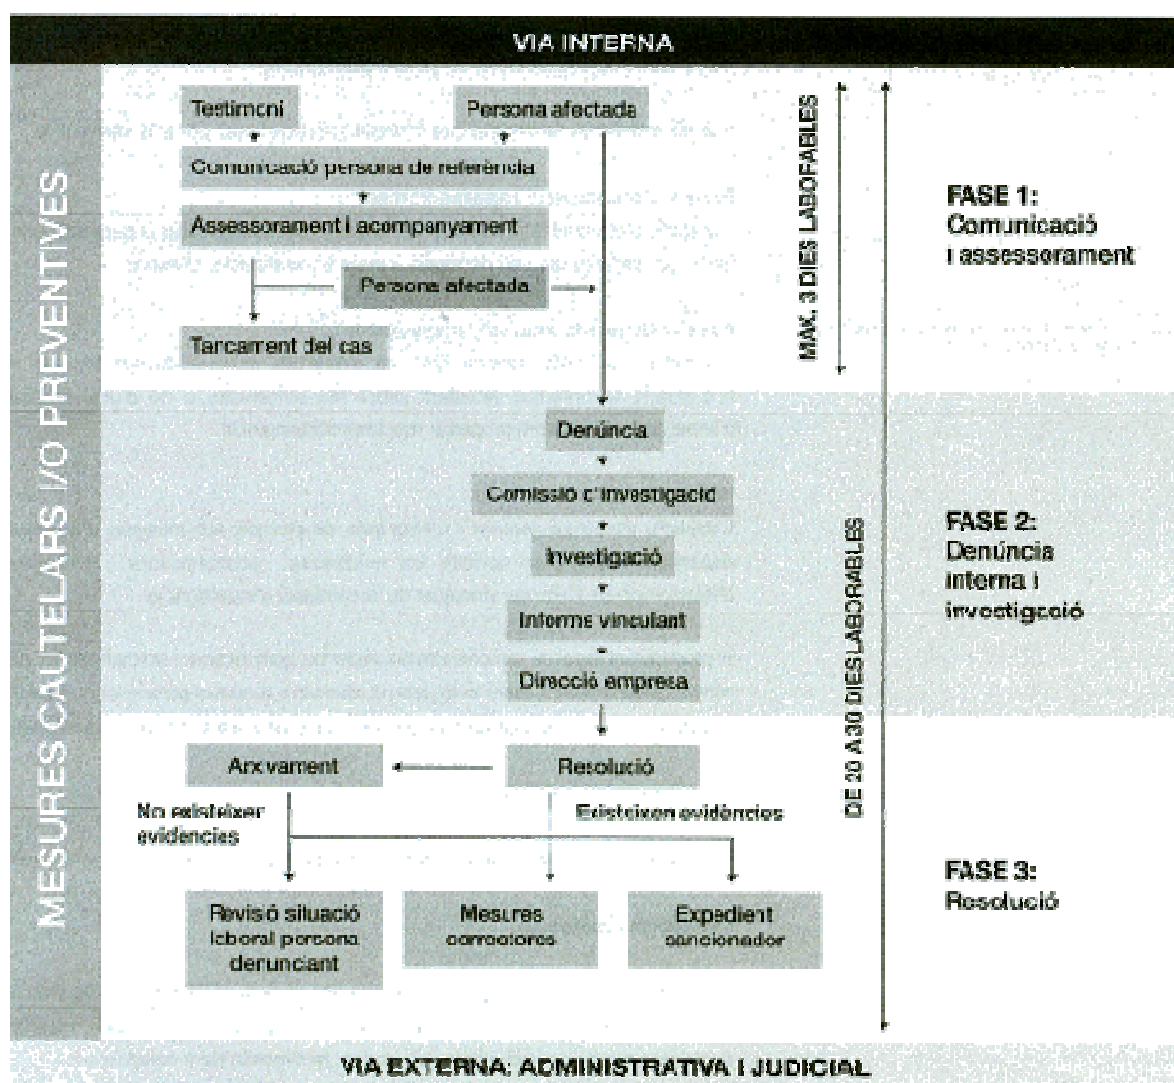 VIA INTERNA
MESURES CAUTELARS I/O PREVENTIVES
Testimoni
Persona afectada
Comunicació persona de referència
Assessorament i acompanyament
Persona afectada
Tancament del cas
MÀX. 3 DIES LABORABLES
FASE 1:
Comunicació
i assessorament
Denúncia
Comissió d'investigació
Investigació
Informe vinculant
Direcció empresa
DE 20 A 30 DIES LABORABLES
FASE 2:
Denúncia
interna i
investigació
Arxivament
Resolució
No existeixen
evidències
Existeixen evidències
Revisió situació
laboral persona
denunciant
Mesures
correctores
Expedient
sancionador
FASE 3:
Resolució
VIA EXTERNA: ADMINISTRATIVA I JUDICIAL